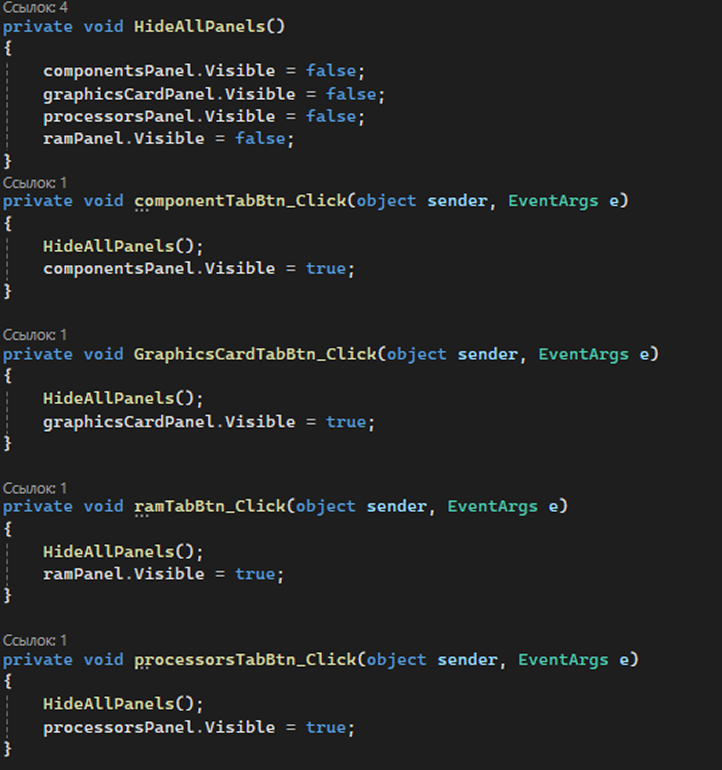 Ссылок: 4
private void HideAllPanels()
{
    componentsPanel.Visible = false;
    graphicsCardPanel.Visible = false;
    processorsPanel.Visible = false;
    ramPanel.Visible = false;
}
Ссылок: 1
private void componentTabBtn_Click(object sender, EventArgs e)
{
    HideAllPanels();
    componentsPanel.Visible = true;
}
Ссылок: 1
private void GraphicsCardTabBtn_Click(object sender, EventArgs e)
{
    HideAllPanels();
    graphicsCardPanel.Visible = true;
}
Ссылок: 1
private void ramTabBtn_Click(object sender, EventArgs e)
{
    HideAllPanels();
    ramPanel.Visible = true;
}
Ссылок: 1
private void processorsTabBtn_Click(object sender, EventArgs e)
{
    HideAllPanels();
    processorsPanel.Visible = true;
}